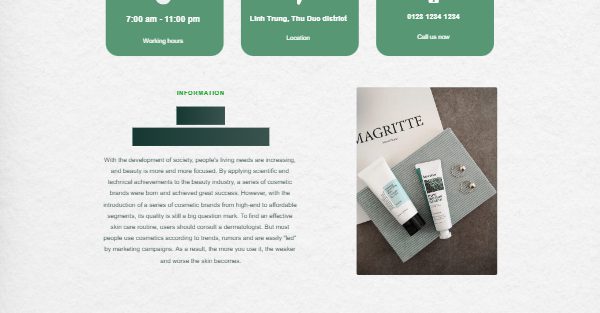 7:00 am - 11:00 pm
Working hours
Linh Trung, Thu Duc district
Location
0123 1234 1234
Call us now
INFORMATION
With the development of society, people's living needs are increasing,
and beauty is more and more focused. By applying scientific and
technical achievements to the beauty industry, a series of cosmetic
brands were born and achieved great success. However, with the
introduction of a series of cosmetic brands from high-end to affordable
segments, its quality is still a big question mark. To find an effective
skin care routine, users should consult a dermatologist. But most
people use cosmetics according to trends, rumors and are easily "led"
by marketing campaigns. As a result, the more you use it, the weaker
and worse the skin becomes.
MAGRITTE